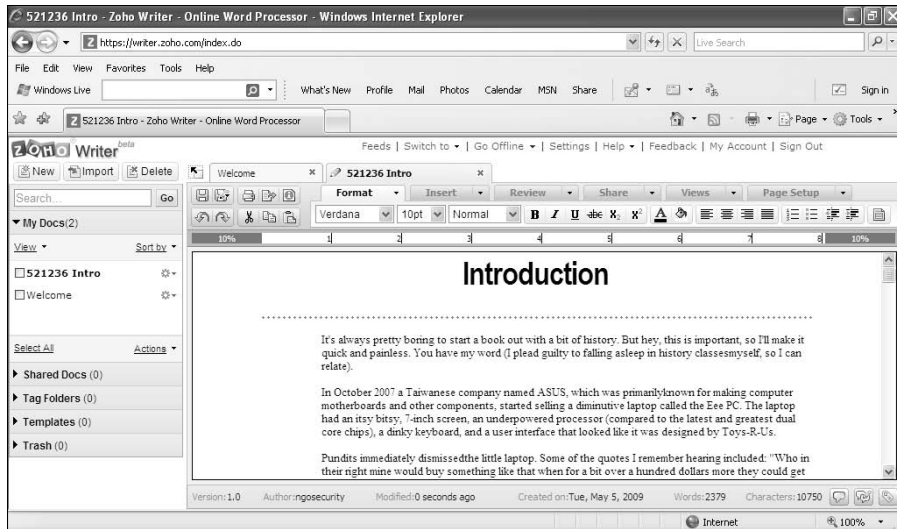 521236 Intro - Zoho Writer - Online Word Processor - Windows Internet Explorer
https://writer.zoho.com/index.do
Live Search
File Edit View Favorites Tools Help
Windows Live
What's New Profile Mail Photos Calendar MSN Share
Sign in
521236 Intro - Zoho Writer - Online Word Processor
Page Tools
ZOHO Writer beta
Feeds | Switch to | Go Offline | Settings | Help | Feedback | My Account | Sign Out
New Import Delete
Welcome
521236 Intro
Search...
Go
Format Insert Review Share Views Page Setup
My Docs(2)
Verdana 10pt Normal B I U abc X₂ X² A
View Sort by
10% 1 2 3 4 5 6 7 8 10%
521236 Intro
Welcome
Select All Actions
Shared Docs (0)
Tag Folders (0)
Templates (0)
Trash (0)
Introduction
It's always pretty boring to start a book out with a bit of history. But hey, this is important, so I'll make it
quick and painless. You have my word (I plead guilty to falling asleep in history classesmyself, so I can
relate).
In October 2007 a Taiwanese company named ASUS, which was primarilyknown for making computer
motherboards and other components, started selling a diminutive laptop called the Eee PC. The laptop
had an itsy bitsy, 7-inch screen, an underpowered processor (compared to the latest and greatest dual
core chips), a dinky keyboard, and a user interface that looked like it was designed by Toys-R-Us.
Pundits immediately dismissedthe little laptop. Some of the quotes I remember hearing included: "Who in
their right mine would buy something like that when for a bit over a hundred dollars more they could get
Version:1.0 Author:ngosecurity Modified:0 seconds ago Created on:Tue, May 5, 2009 Words:2379 Characters:10750
Internet
100%